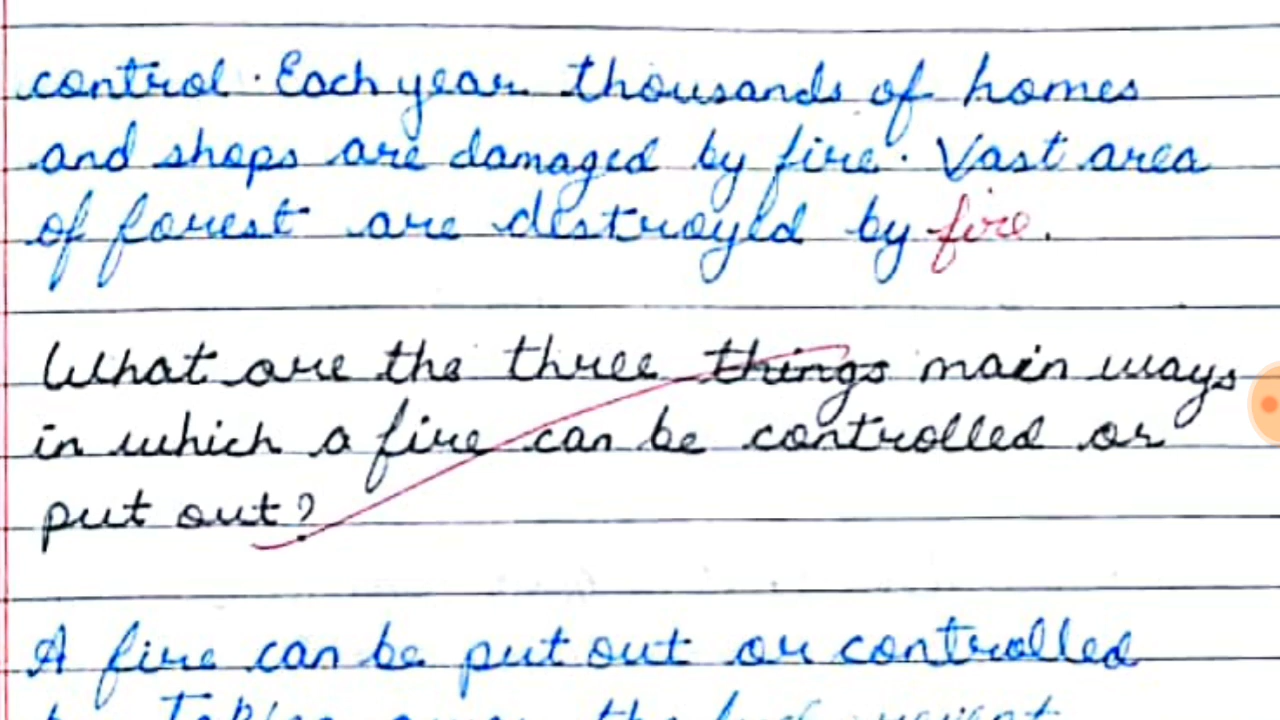 control. Each year thousands of homes
and shops are damaged by fire. Vast area
of forest are destroyed by fire.
What are the three things main ways
in which a fire can be controlled or
put out?
A fire can be put out or controlled
the